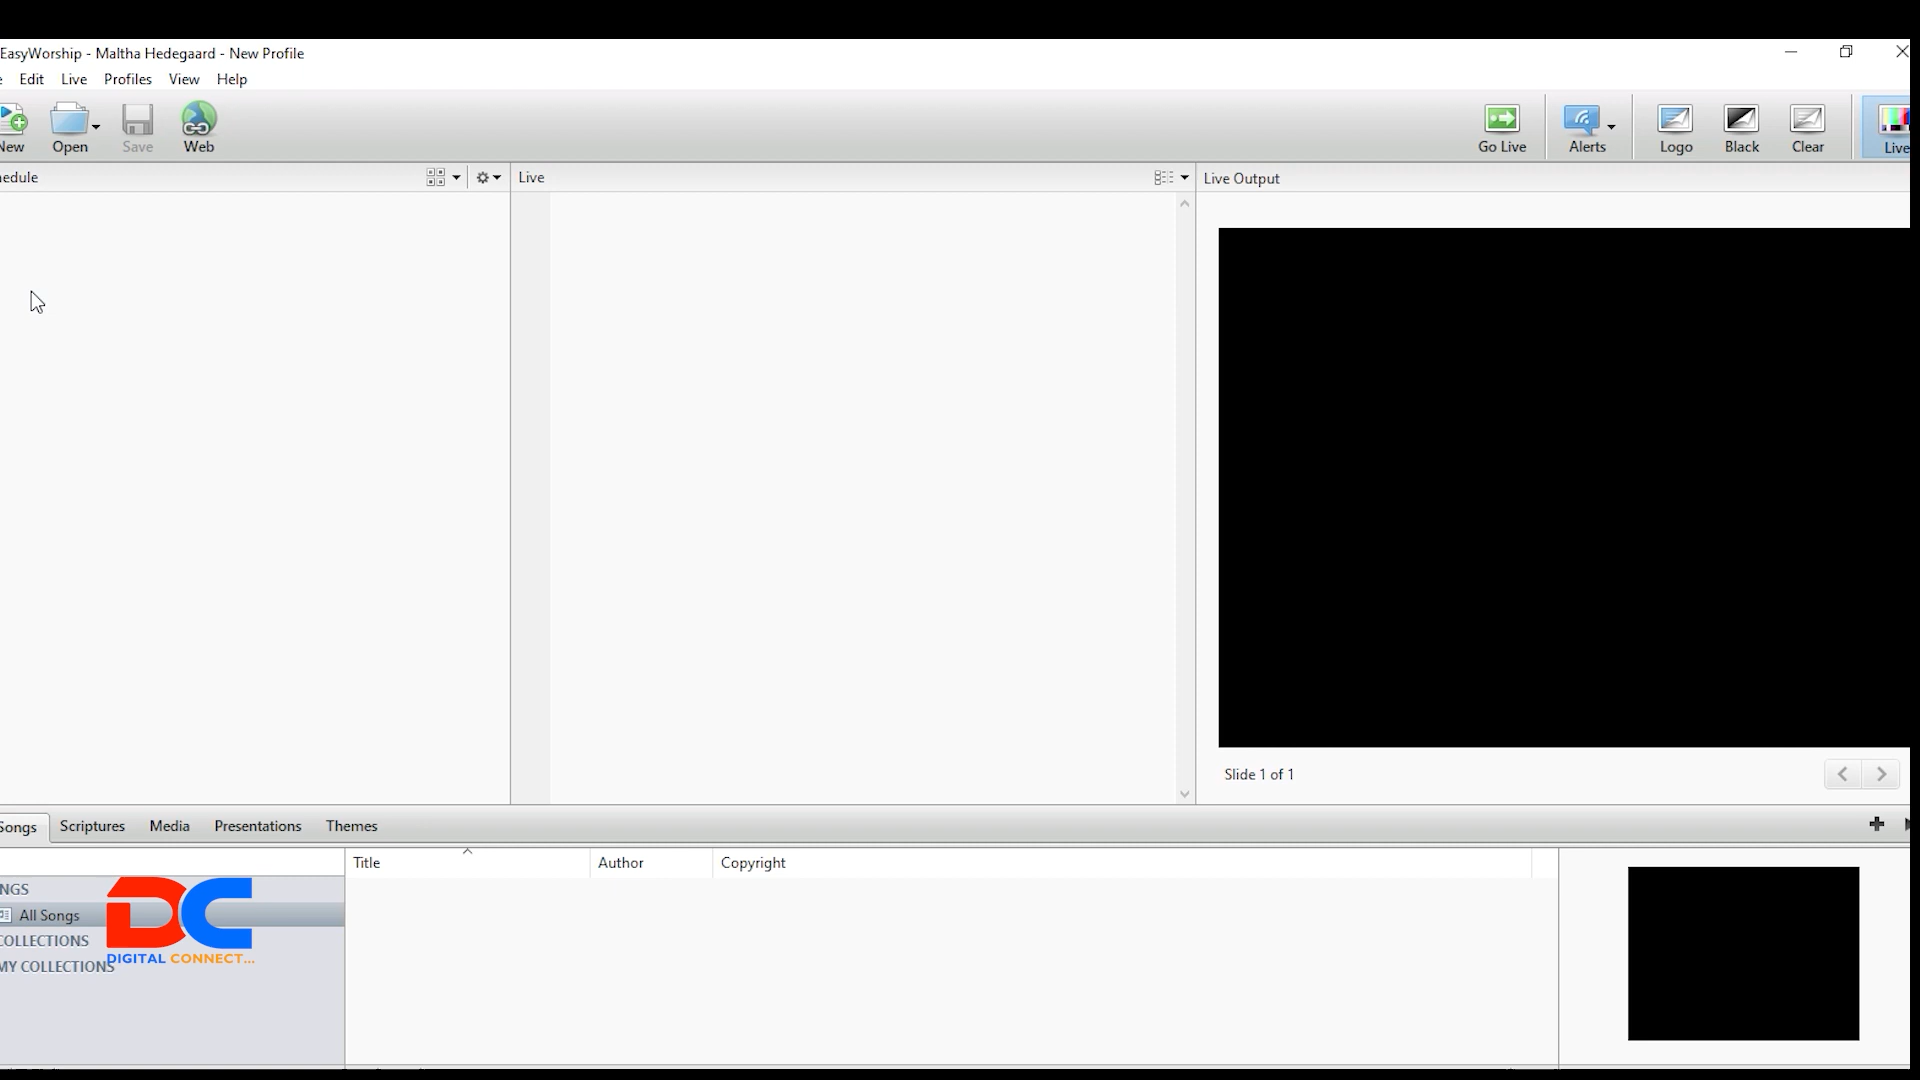 EasyWorship - Maltha Hedegaard - New Profile
Edit Live Profiles View Help
New Open Save Web Go Live Alerts Logo Black Clear Live
edule Live Live Output
Slide 1 of 1
Songs Scriptures Media Presentations Themes
Title Author Copyright
NGS
All Songs
COLLECTIONS
MY COLLECTIONS
DC
DIGITAL CONNECT...